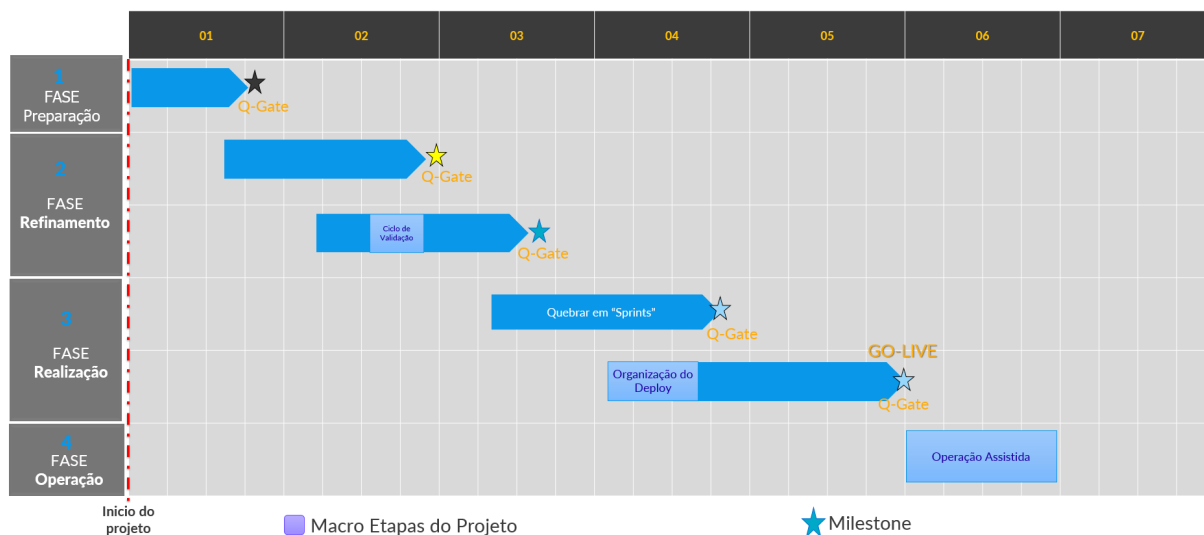 01 02 03 04 05 06 07
1
FASE
Preparação
Q-Gate
2
FASE
Refinamento
Q-Gate
Ciclo de
Validação
Q-Gate
3
FASE
Realização
Quebrar em “Sprints”
Q-Gate
GO-LIVE
Organização do
Deploy
Q-Gate
4
FASE
Operação
Operação Assistida
Inicio do
projeto
Macro Etapas do Projeto
Milestone